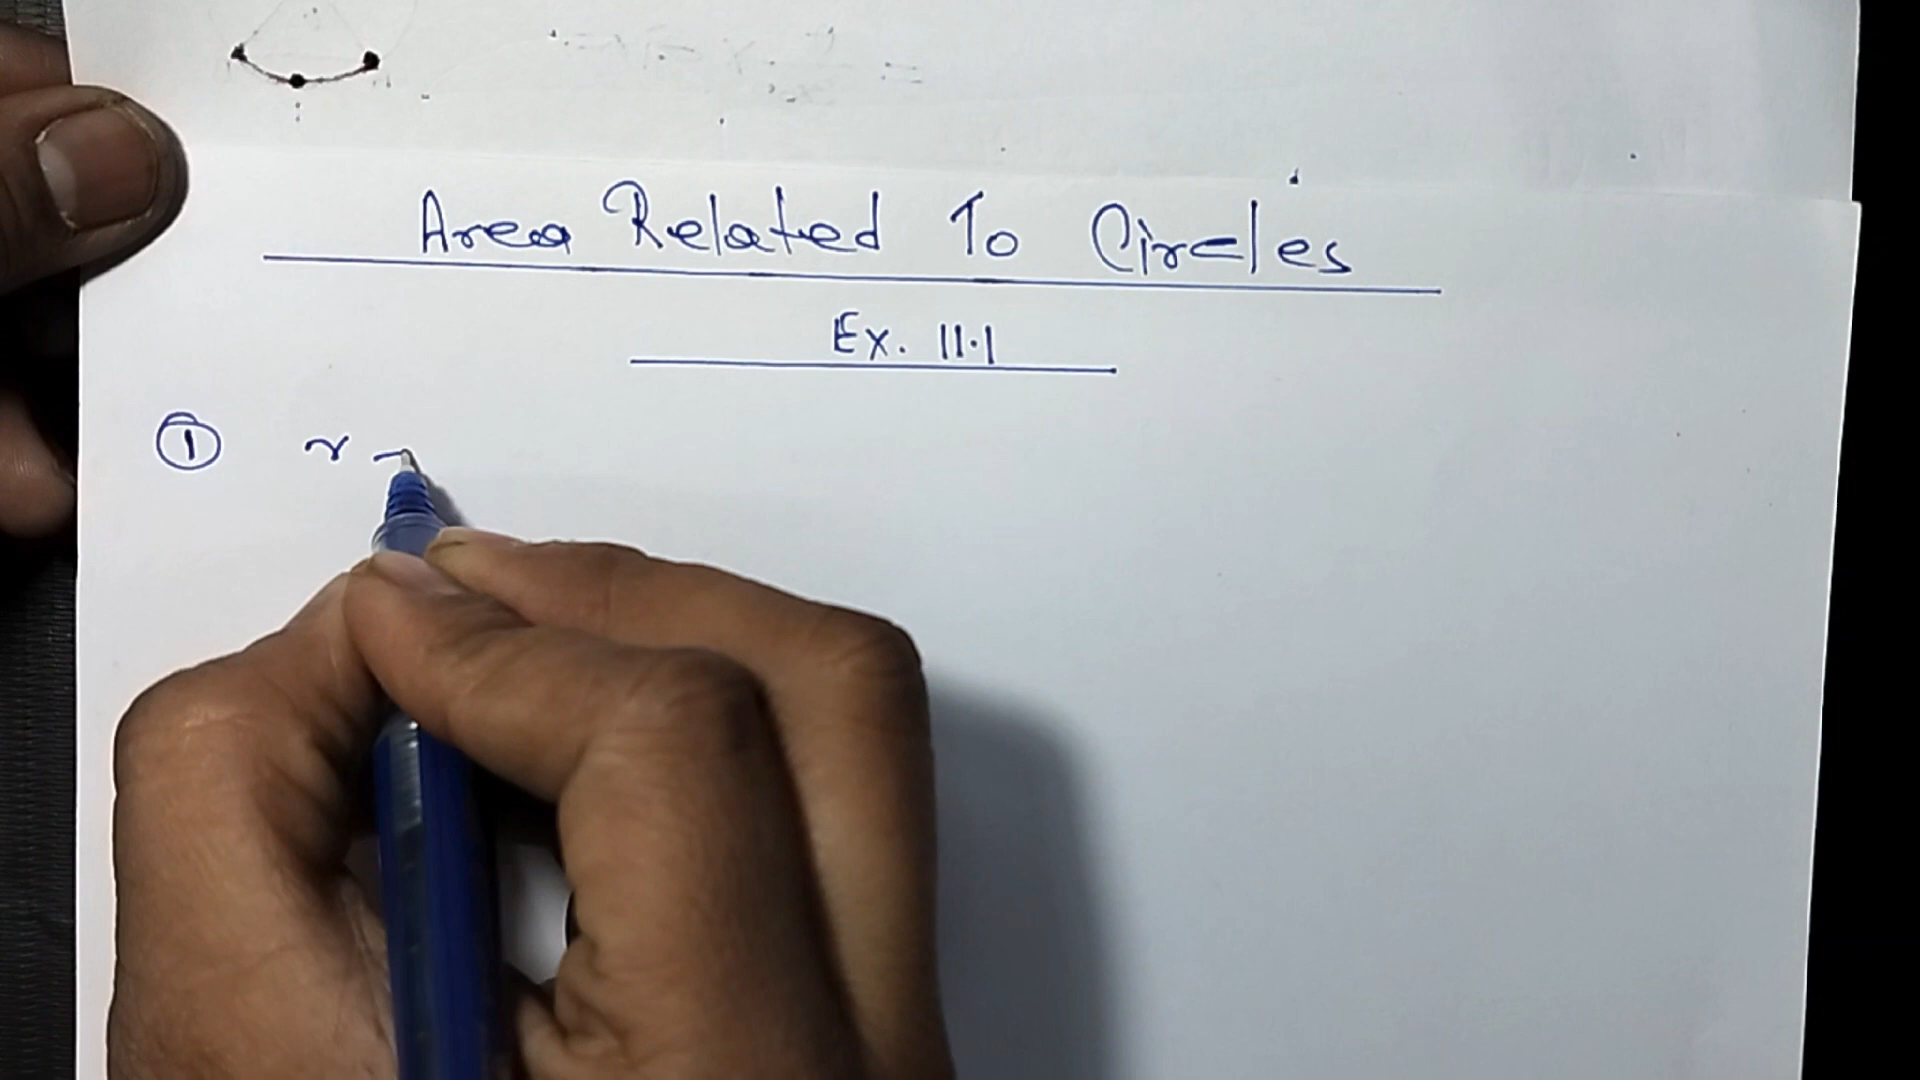 Area Related To Circles
Ex. 11.1
① r